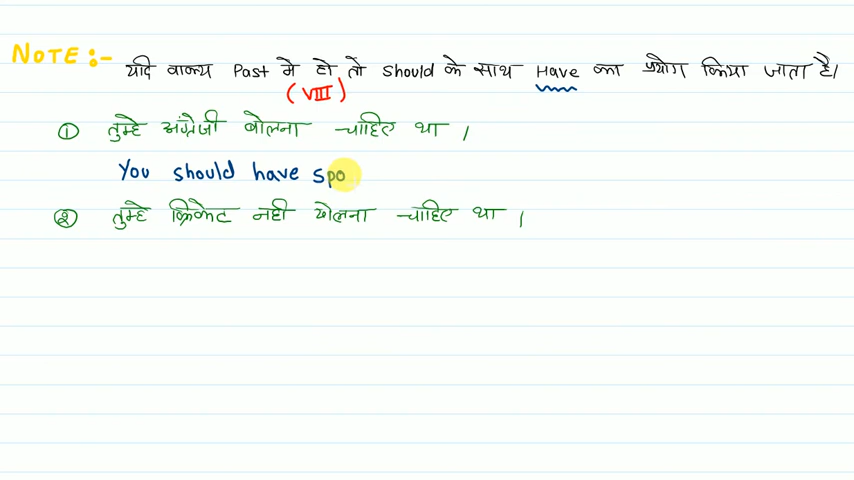 NOTE :-
यदि वाक्य Past मे हो तो should के साथ Have का प्रयोग किया जाता है।
(VIII)
① तुम्हे अंग्रेजी बोलना चाहिए था ।
You should have spo
② तुम्हे क्रिकेट नही खेलना चाहिए था ।